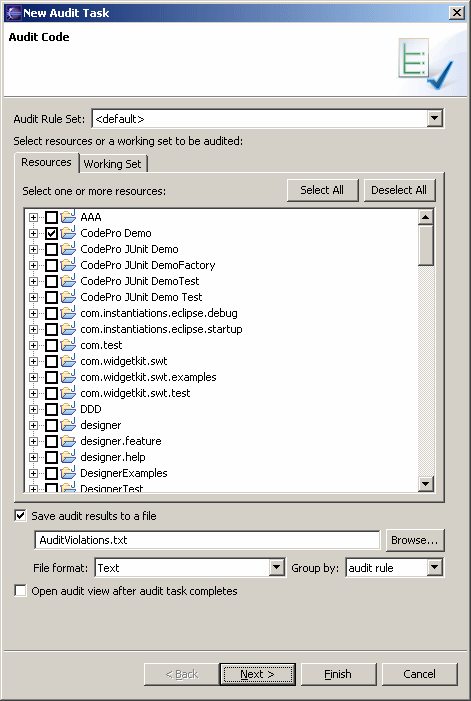 New Audit Task
Audit Code
Audit Rule Set: <default>
Select resources or a working set to be audited:
Resources Working Set
Select one or more resources: Select All Deselect All
AAA
CodePro Demo
CodePro JUnit Demo
CodePro JUnit DemoFactory
CodePro JUnit DemoTest
CodePro JUnit Demo Test
com.instantiations.eclipse.debug
com.instantiations.eclipse.startup
com.test
com.widgetkit.swt
com.widgetkit.swt.examples
com.widgetkit.swt.test
DDD
designer
designer.feature
designer.help
DesignerExamples
DesignerTest
Save audit results to a file
AuditViolations.txt Browse...
File format: Text Group by: audit rule
Open audit view after audit task completes
< Back Next > Finish Cancel